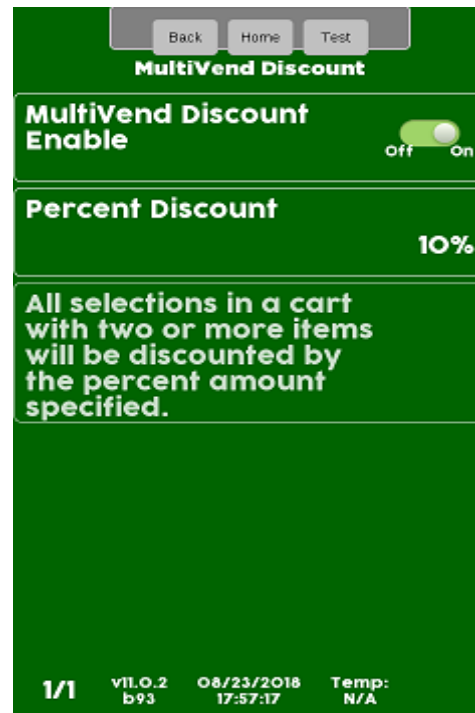 Back Home Test
MultiVend Discount
MultiVend Discount
Enable
Off On
Percent Discount
10%
All selections in a cart
with two or more items
will be discounted by
the percent amount
specified.
1/1 v11.0.2 08/23/2018 Temp:
b93 17:57:17 N/A